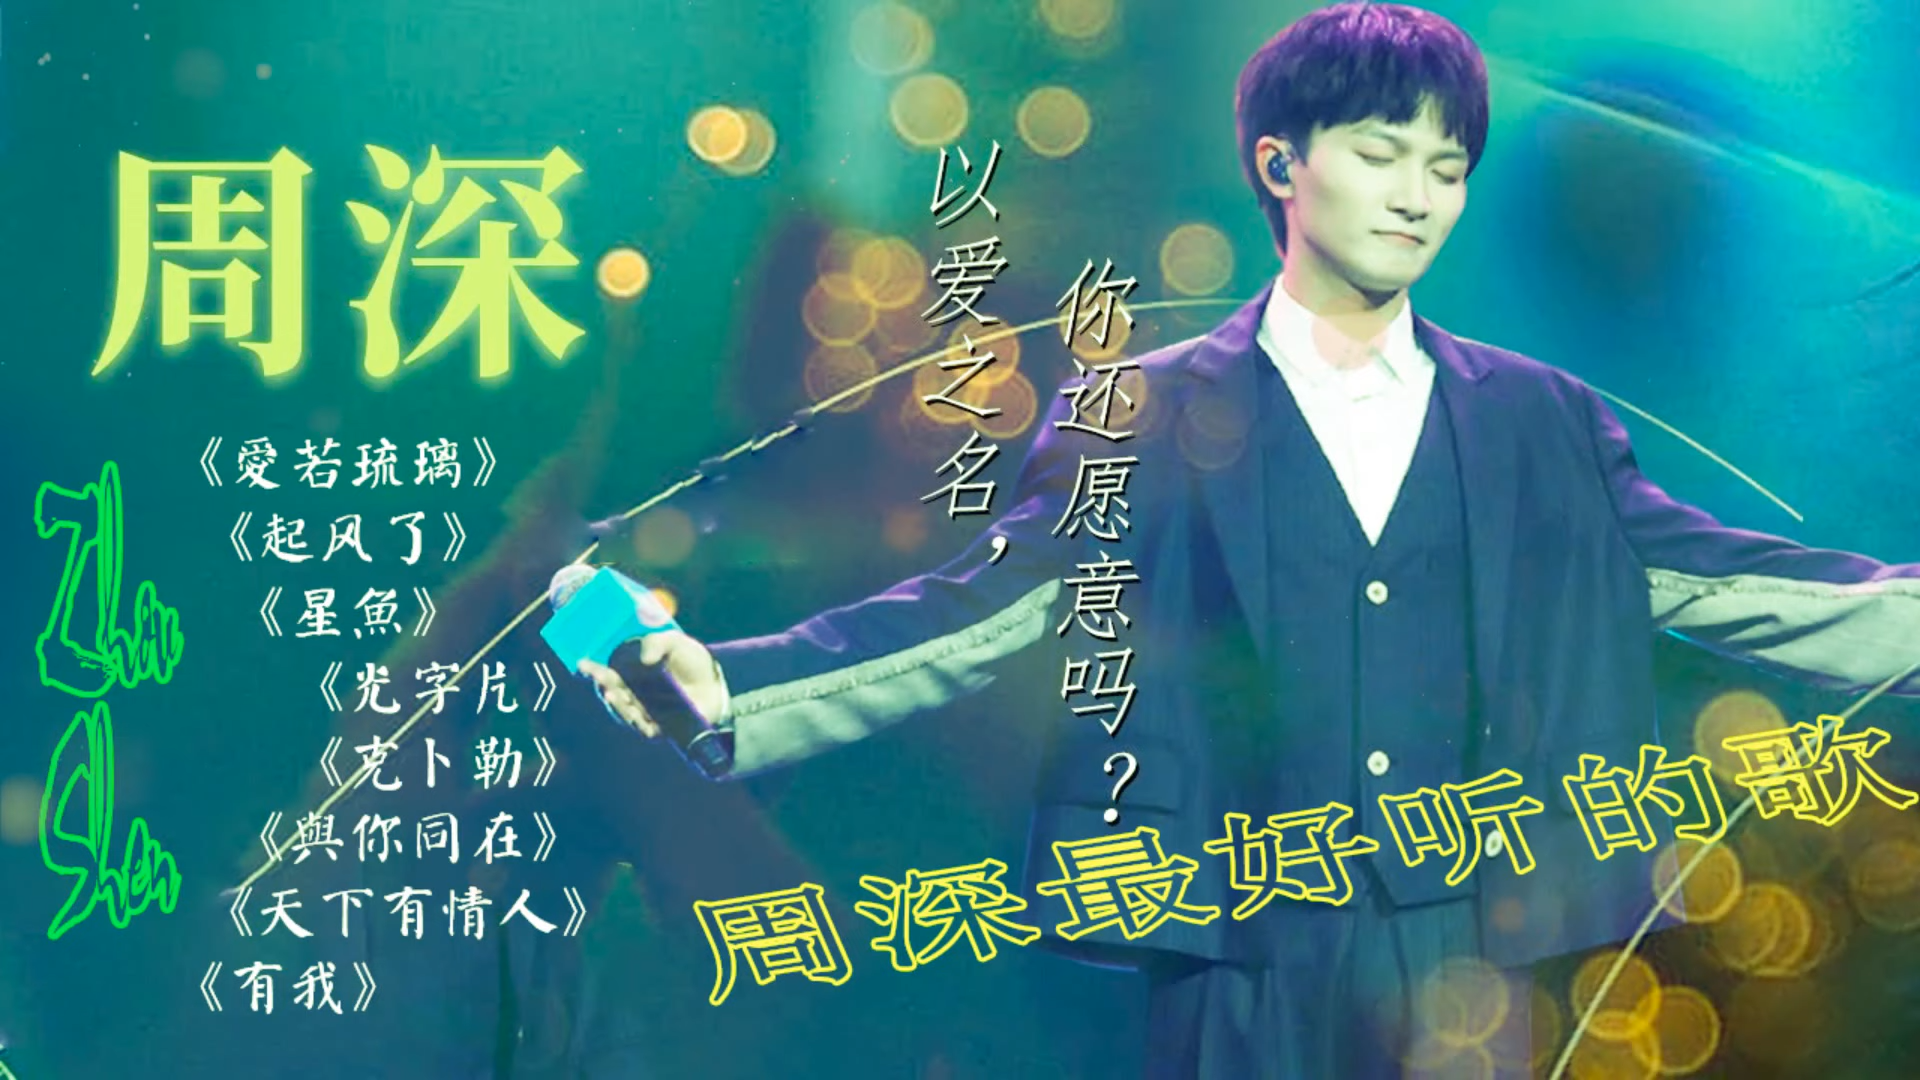 周深
《愛若琉璃》
《起风了》
《星魚》
《光字片》
《克卜勒》
《與你同在》
《天下有情人》
《有我》
Zhou
Shen
以爱之名，
你还愿意吗？
周深最好听的歌